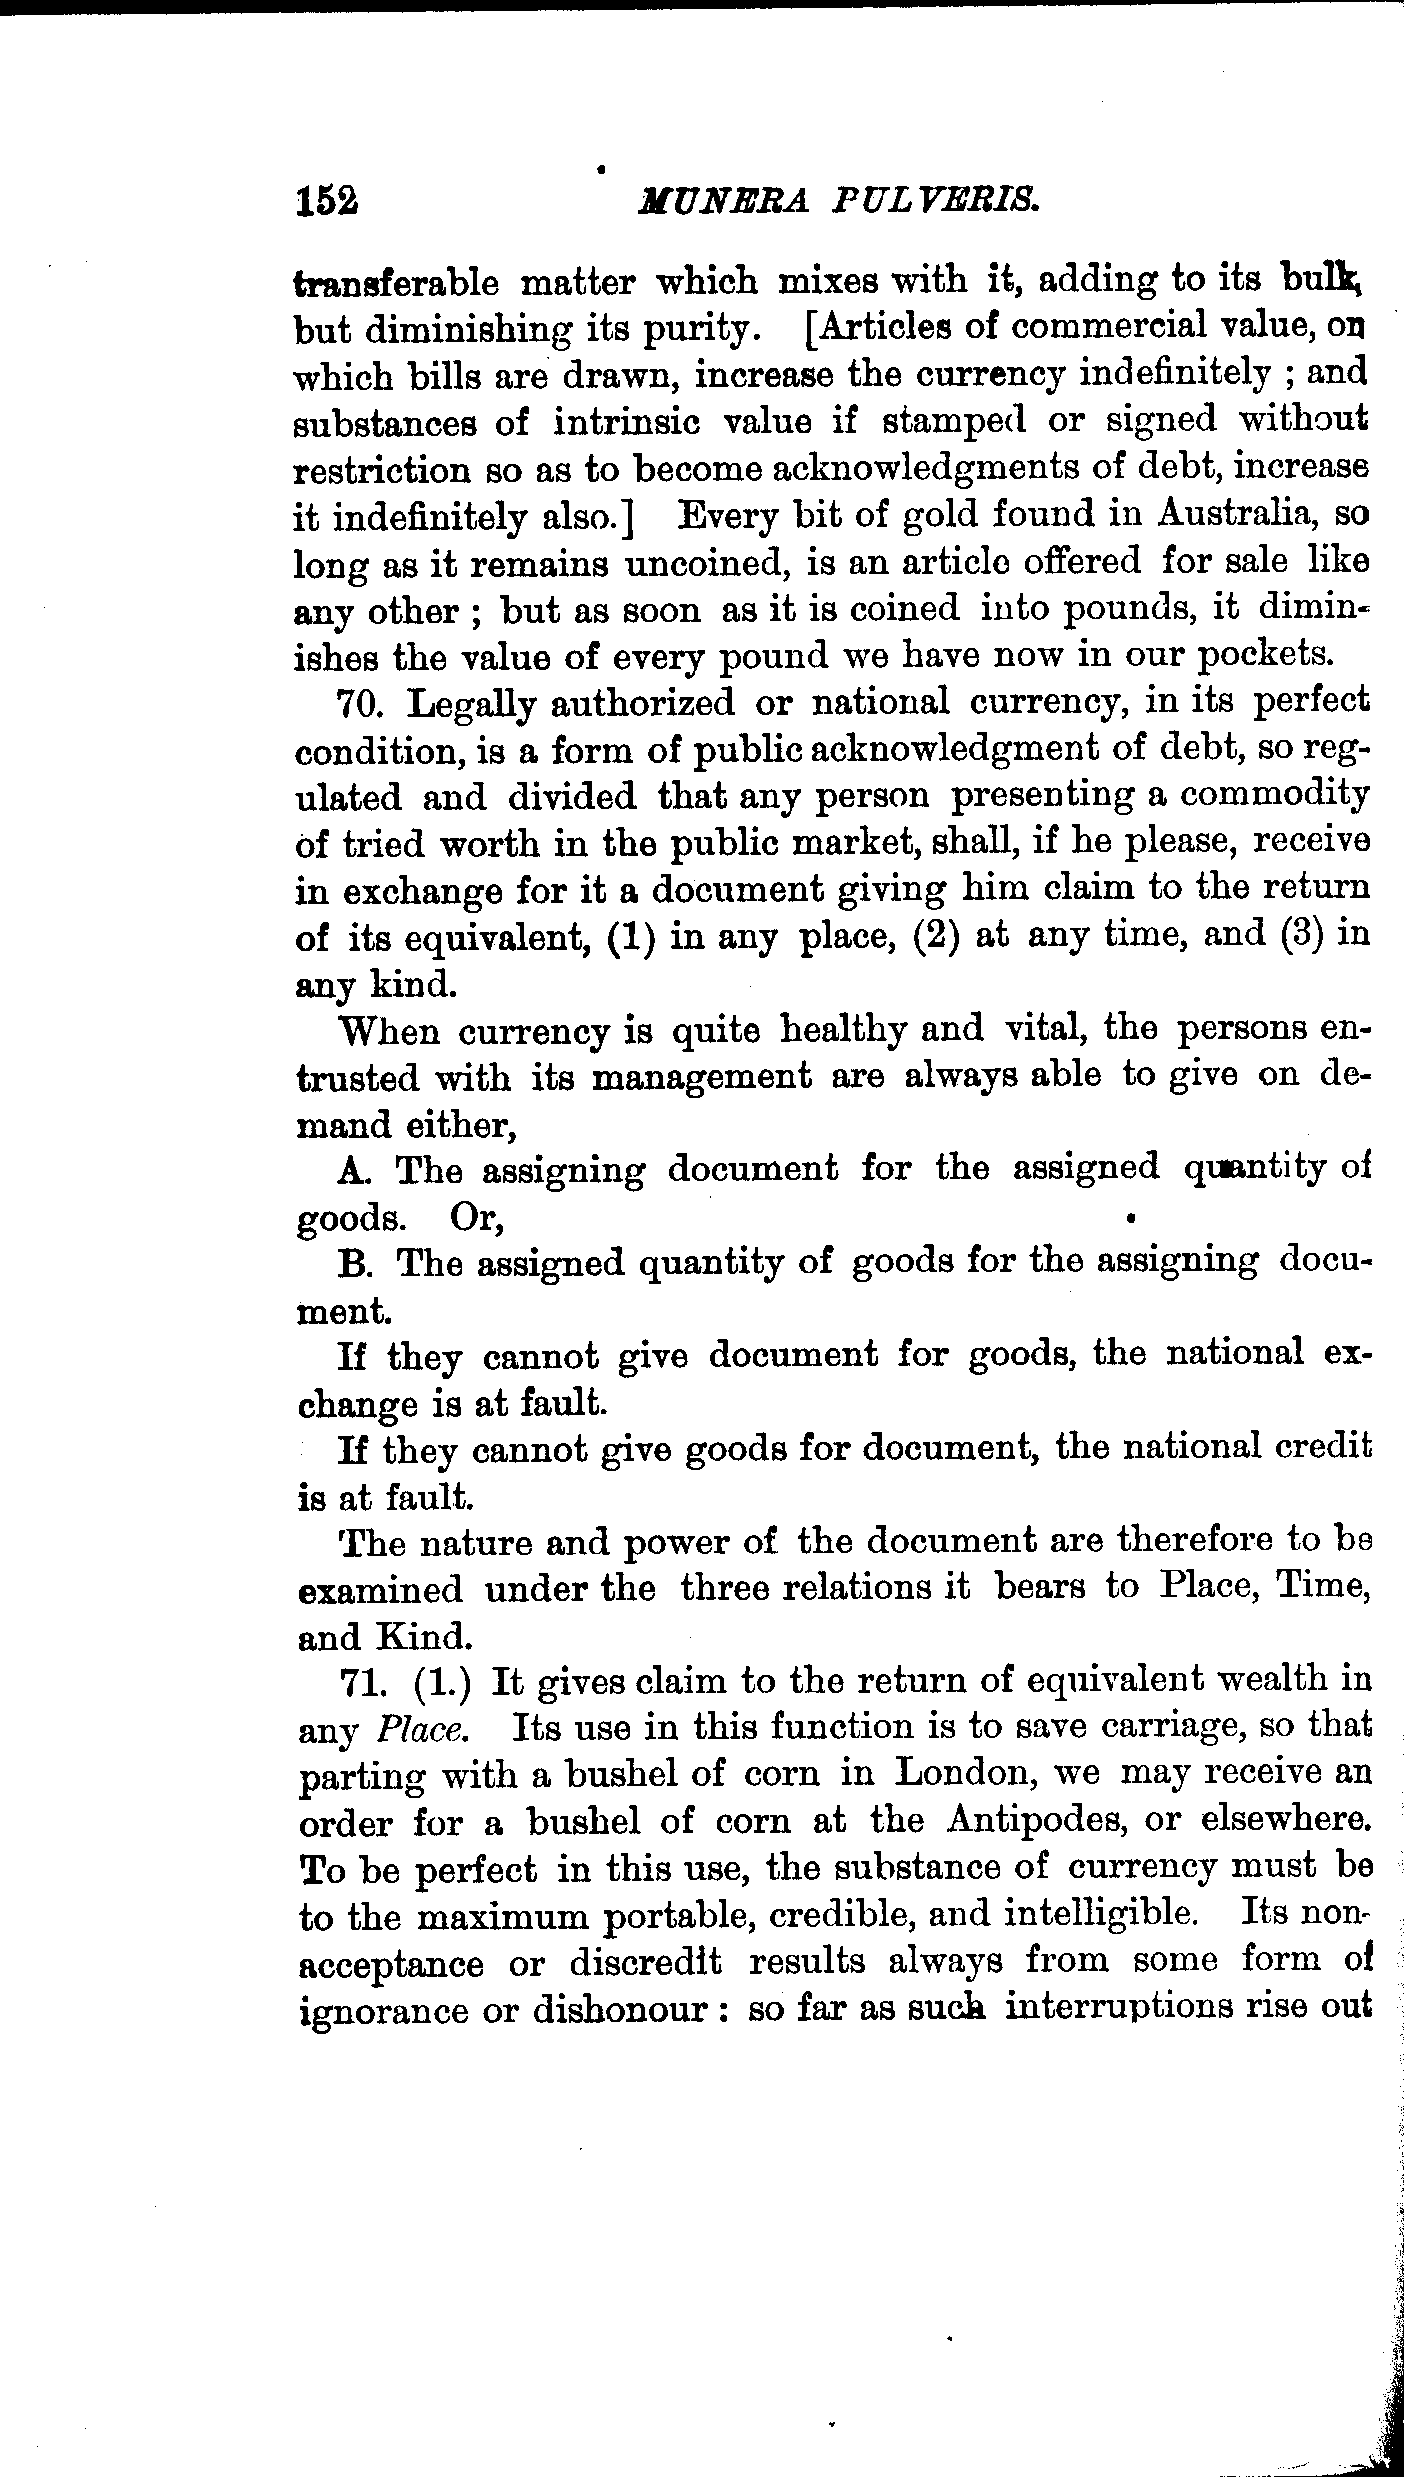 152 MUNERA PULVERIS.
transferable matter which mixes with it, adding to its bulk,
but diminishing its purity. [Articles of commercial value, on
which bills are drawn, increase the currency indefinitely ; and
substances of intrinsic value if stamped or signed without
restriction so as to become acknowledgments of debt, increase
it indefinitely also.] Every bit of gold found in Australia, so
long as it remains uncoined, is an article offered for sale like
any other ; but as soon as it is coined into pounds, it dimin-
ishes the value of every pound we have now in our pockets.
70. Legally authorized or national currency, in its perfect
condition, is a form of public acknowledgment of debt, so reg-
ulated and divided that any person presenting a commodity
of tried worth in the public market, shall, if he please, receive
in exchange for it a document giving him claim to the return
of its equivalent, (1) in any place, (2) at any time, and (3) in
any kind.
When currency is quite healthy and vital, the persons en-
trusted with its management are always able to give on de-
mand either,
A. The assigning document for the assigned quantity of
goods. Or,
B. The assigned quantity of goods for the assigning docu-
ment.
If they cannot give document for goods, the national ex-
change is at fault.
If they cannot give goods for document, the national credit
is at fault.
The nature and power of the document are therefore to be
examined under the three relations it bears to Place, Time,
and Kind.
71. (1.) It gives claim to the return of equivalent wealth in
any Place. Its use in this function is to save carriage, so that
parting with a bushel of corn in London, we may receive an
order for a bushel of corn at the Antipodes, or elsewhere.
To be perfect in this use, the substance of currency must be
to the maximum portable, credible, and intelligible. Its non-
acceptance or discredit results always from some form of
ignorance or dishonour : so far as such interruptions rise out